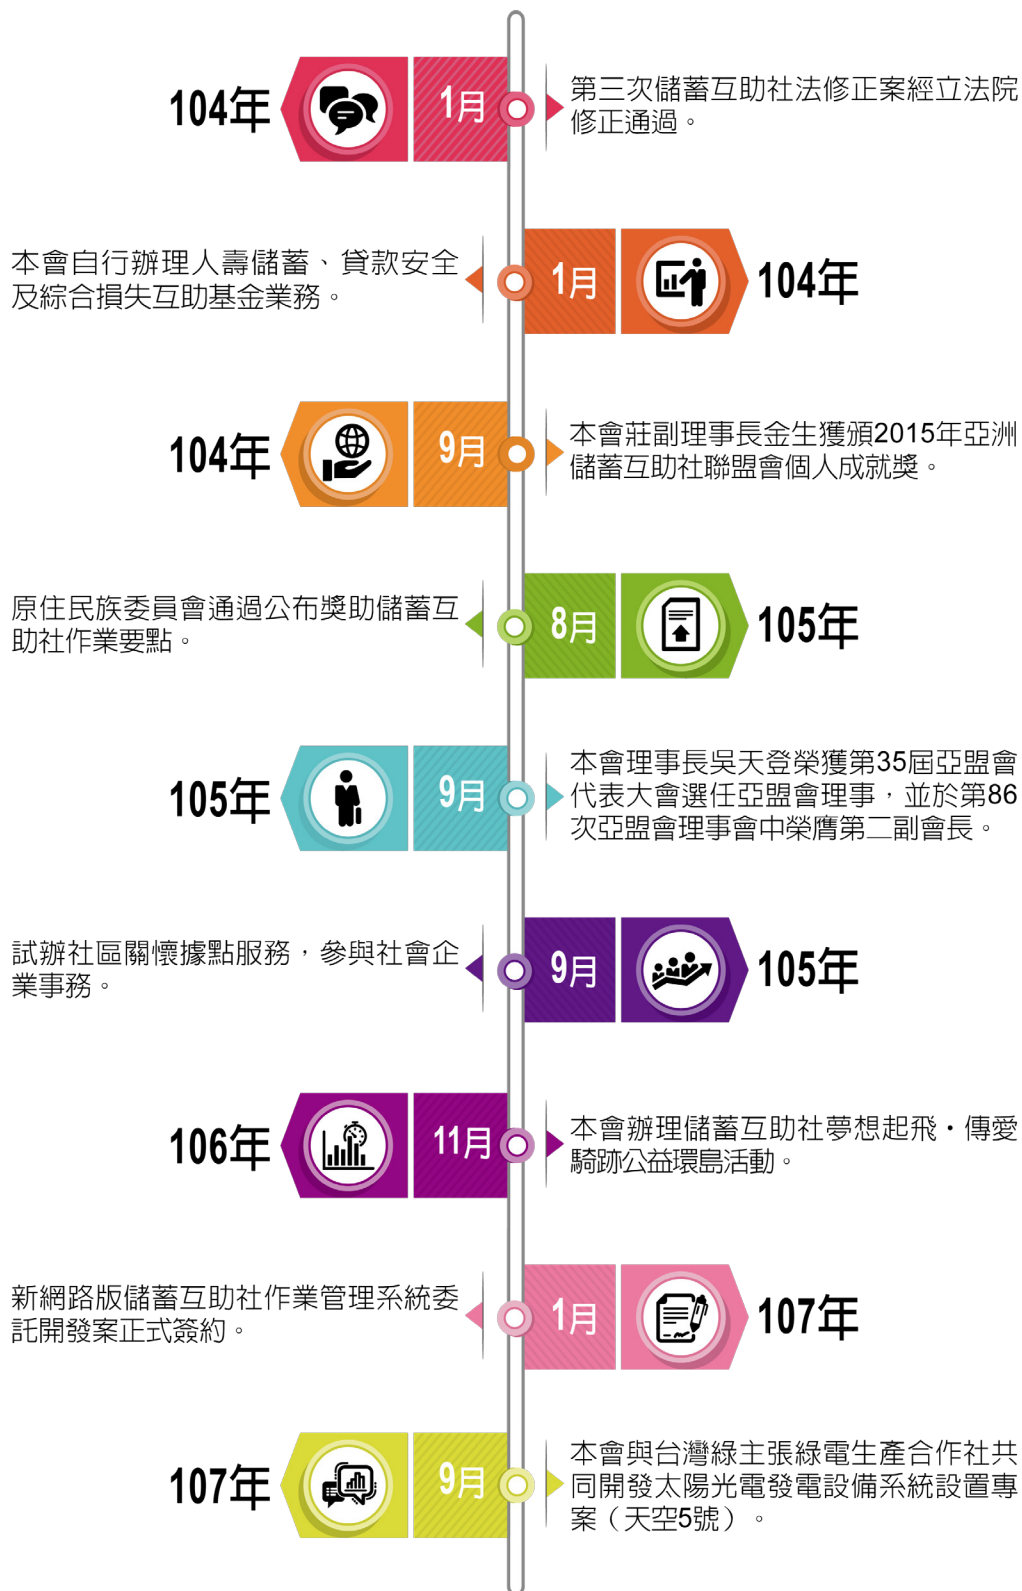 104年
1月
第三次儲蓄互助社法修正案經立法院
修正通過。
本會自行辦理人壽儲蓄、貸款安全
及綜合損失互助基金業務。
1月
104年
104年
9月
本會莊副理事長金生獲頒2015年亞洲
儲蓄互助社聯盟會個人成就獎。
原住民族委員會通過公布獎助儲蓄互
助社作業要點。
8月
105年
105年
9月
本會理事長吳天登榮獲第35屆亞盟會
代表大會選任亞盟會理事，並於第86
次亞盟會理事會中榮膺第二副會長。
試辦社區關懷據點服務，參與社會企
業事務。
9月
105年
106年
11月
本會辦理儲蓄互助社夢想起飛・傳愛
騎跡公益環島活動。
新網路版儲蓄互助社作業管理系統委
託開發案正式簽約。
1月
107年
107年
9月
本會與台灣綠主張綠電生產合作社共
同開發太陽光電發電設備系統設置專
案（天空5號）。